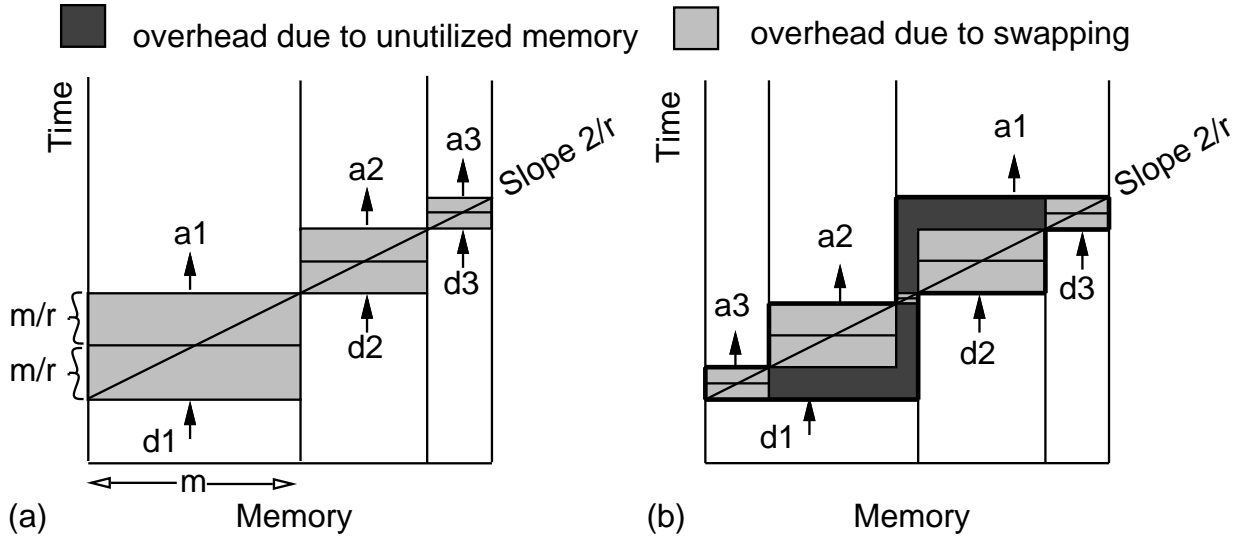 overhead due to unutilized memory
overhead due to swapping
Time
a1
a2
a3
Slope 2/r
m/r
m/r
d1
d2
d3
m
(a)
Memory
Time
a3
a2
a1
Slope 2/r
d1
d2
d3
(b)
Memory